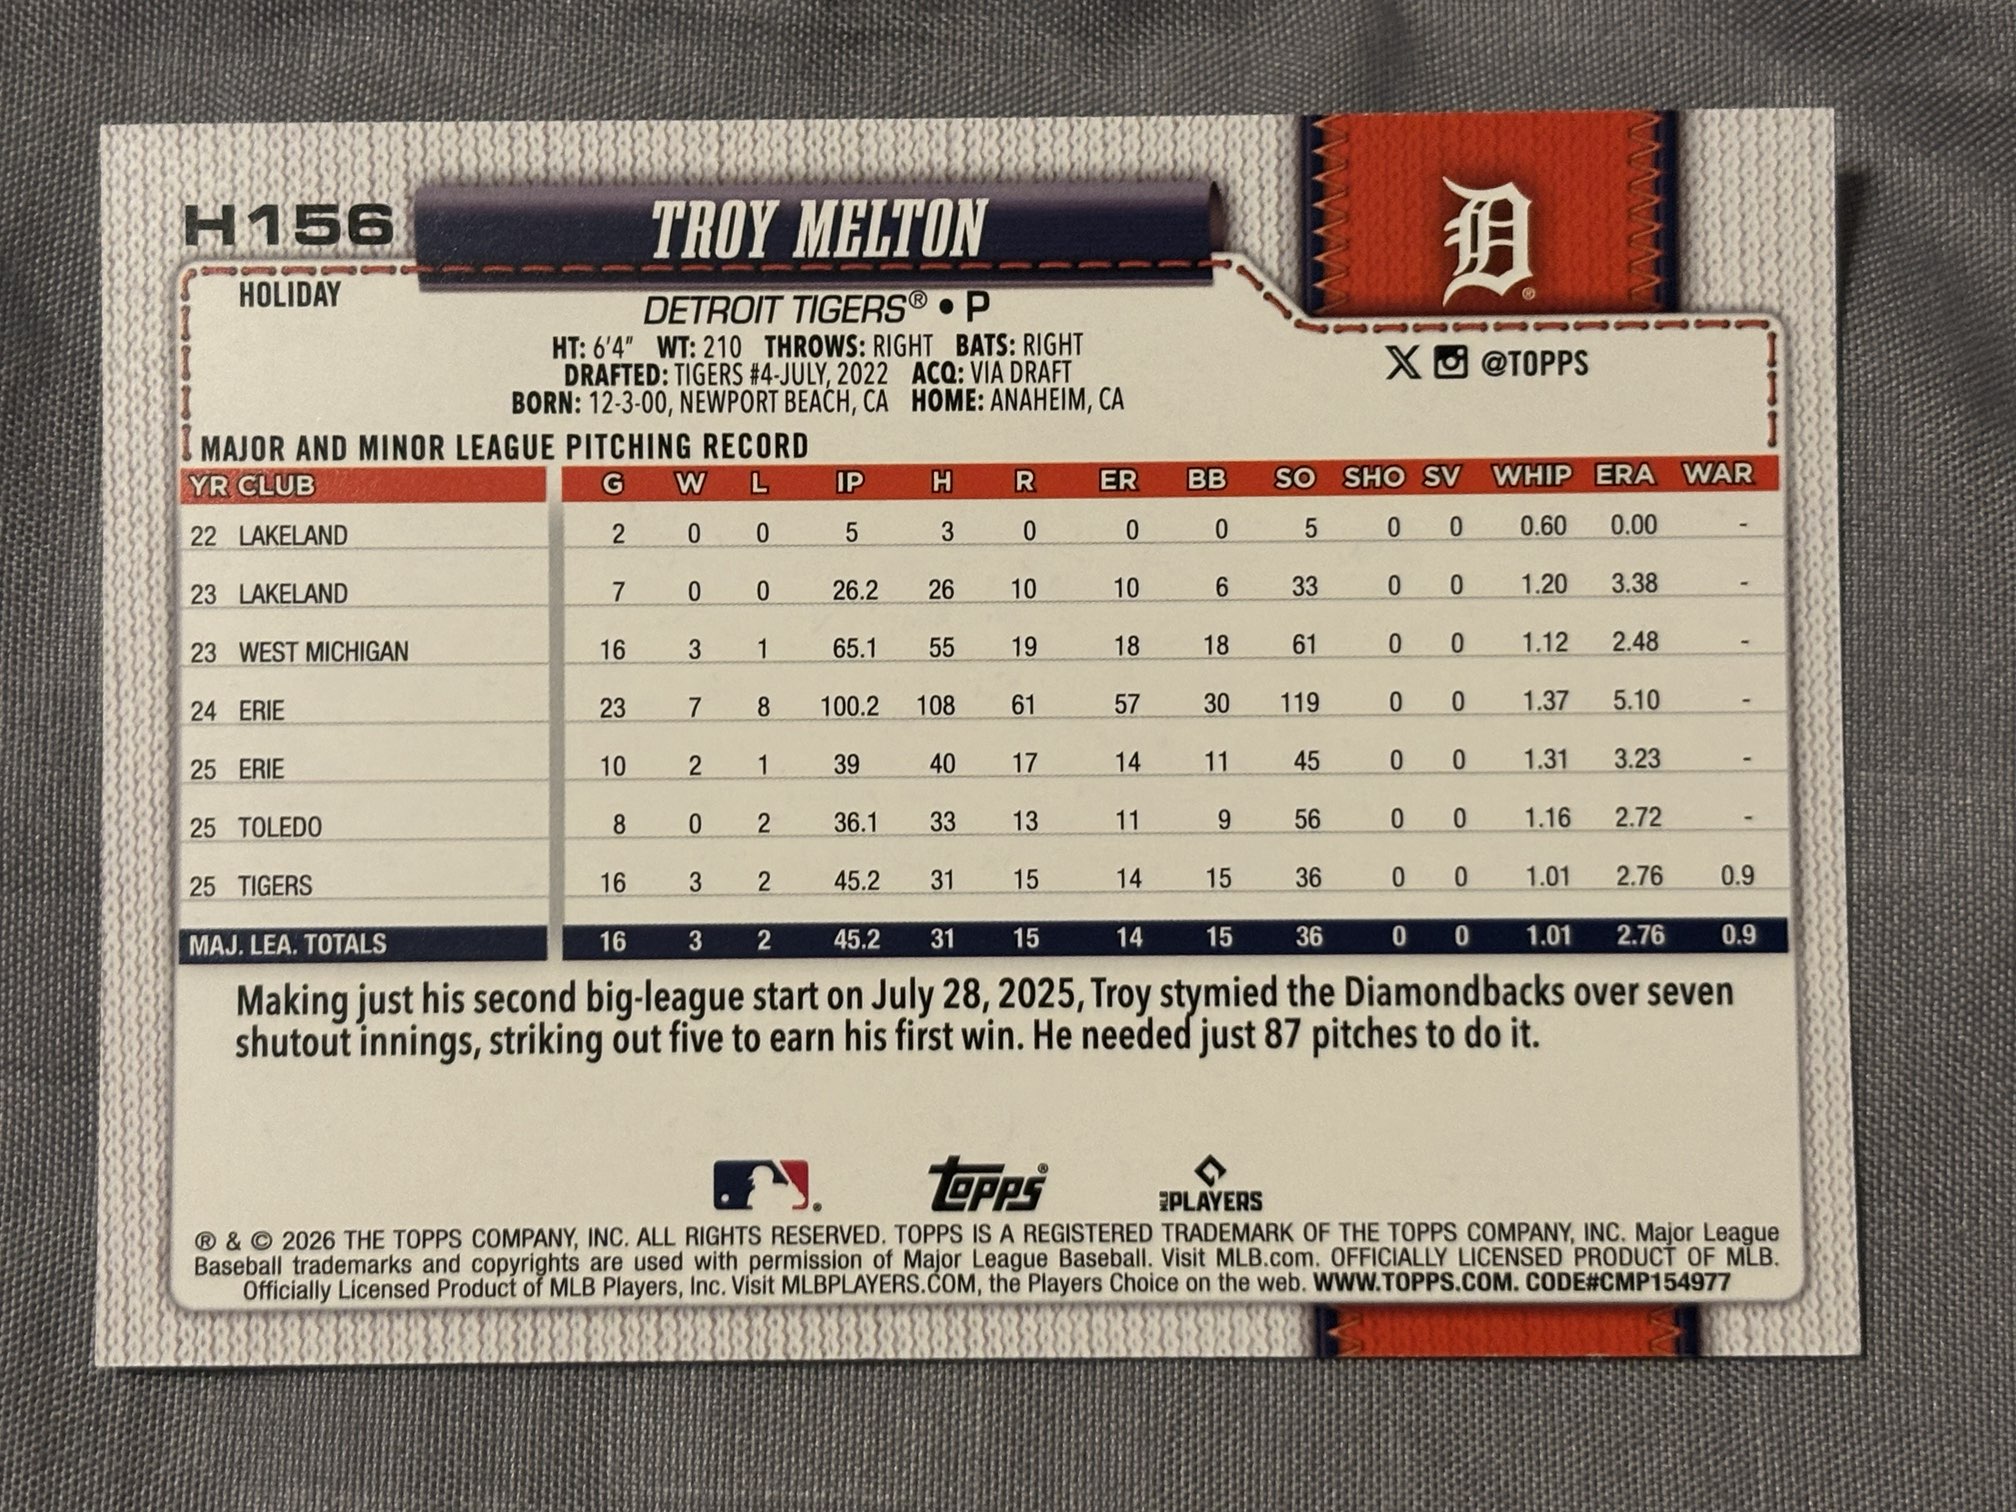 H156
TROY MELTON
D
HOLIDAY
DETROIT TIGERS® • P
HT: 6'4" WT: 210 THROWS: RIGHT BATS: RIGHT
DRAFTED: TIGERS #4-JULY, 2022 ACQ: VIA DRAFT
BORN: 12-3-00, NEWPORT BEACH, CA HOME: ANAHEIM, CA
@TOPPS
MAJOR AND MINOR LEAGUE PITCHING RECORD
YR CLUB G W L IP H R ER BB SO SHO SV WHIP ERA WAR
22 LAKELAND 2 0 0 5 3 0 0 0 5 0 0 0.60 0.00 -
23 LAKELAND 7 0 0 26.2 26 10 10 6 33 0 0 1.20 3.38 -
23 WEST MICHIGAN 16 3 1 65.1 55 19 18 18 61 0 0 1.12 2.48 -
24 ERIE 23 7 8 100.2 108 61 57 30 119 0 0 1.37 5.10 -
25 ERIE 10 2 1 39 40 17 14 11 45 0 0 1.31 3.23 -
25 TOLEDO 8 0 2 36.1 33 13 11 9 56 0 0 1.16 2.72 -
25 TIGERS 16 3 2 45.2 31 15 14 15 36 0 0 1.01 2.76 0.9
MAJ. LEA. TOTALS 16 3 2 45.2 31 15 14 15 36 0 0 1.01 2.76 0.9
Making just his second big-league start on July 28, 2025, Troy stymied the Diamondbacks over seven
shutout innings, striking out five to earn his first win. He needed just 87 pitches to do it.
Topps® MLB PLAYERS
® & © 2026 THE TOPPS COMPANY, INC. ALL RIGHTS RESERVED. TOPPS IS A REGISTERED TRADEMARK OF THE TOPPS COMPANY, INC. Major League
Baseball trademarks and copyrights are used with permission of Major League Baseball. Visit MLB.com. OFFICIALLY LICENSED PRODUCT OF MLB.
Officially Licensed Product of MLB Players, Inc. Visit MLBPLAYERS.COM, the Players Choice on the web. WWW.TOPPS.COM. CODE#CMP154977